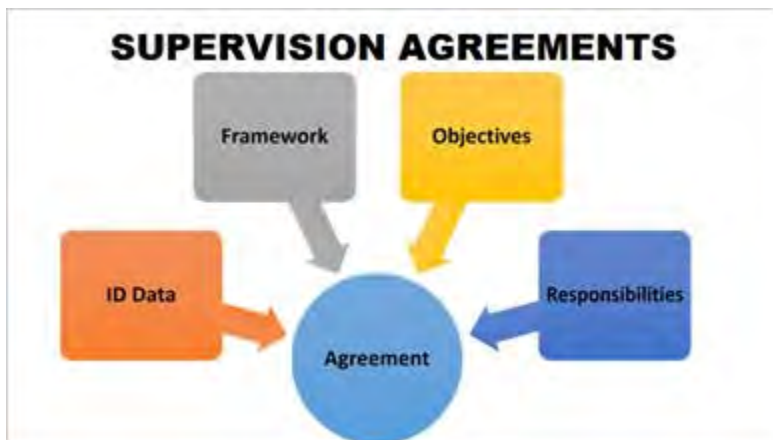 SUPERVISION AGREEMENTS
Framework
Objectives
ID Data
Responsibilities
Agreement